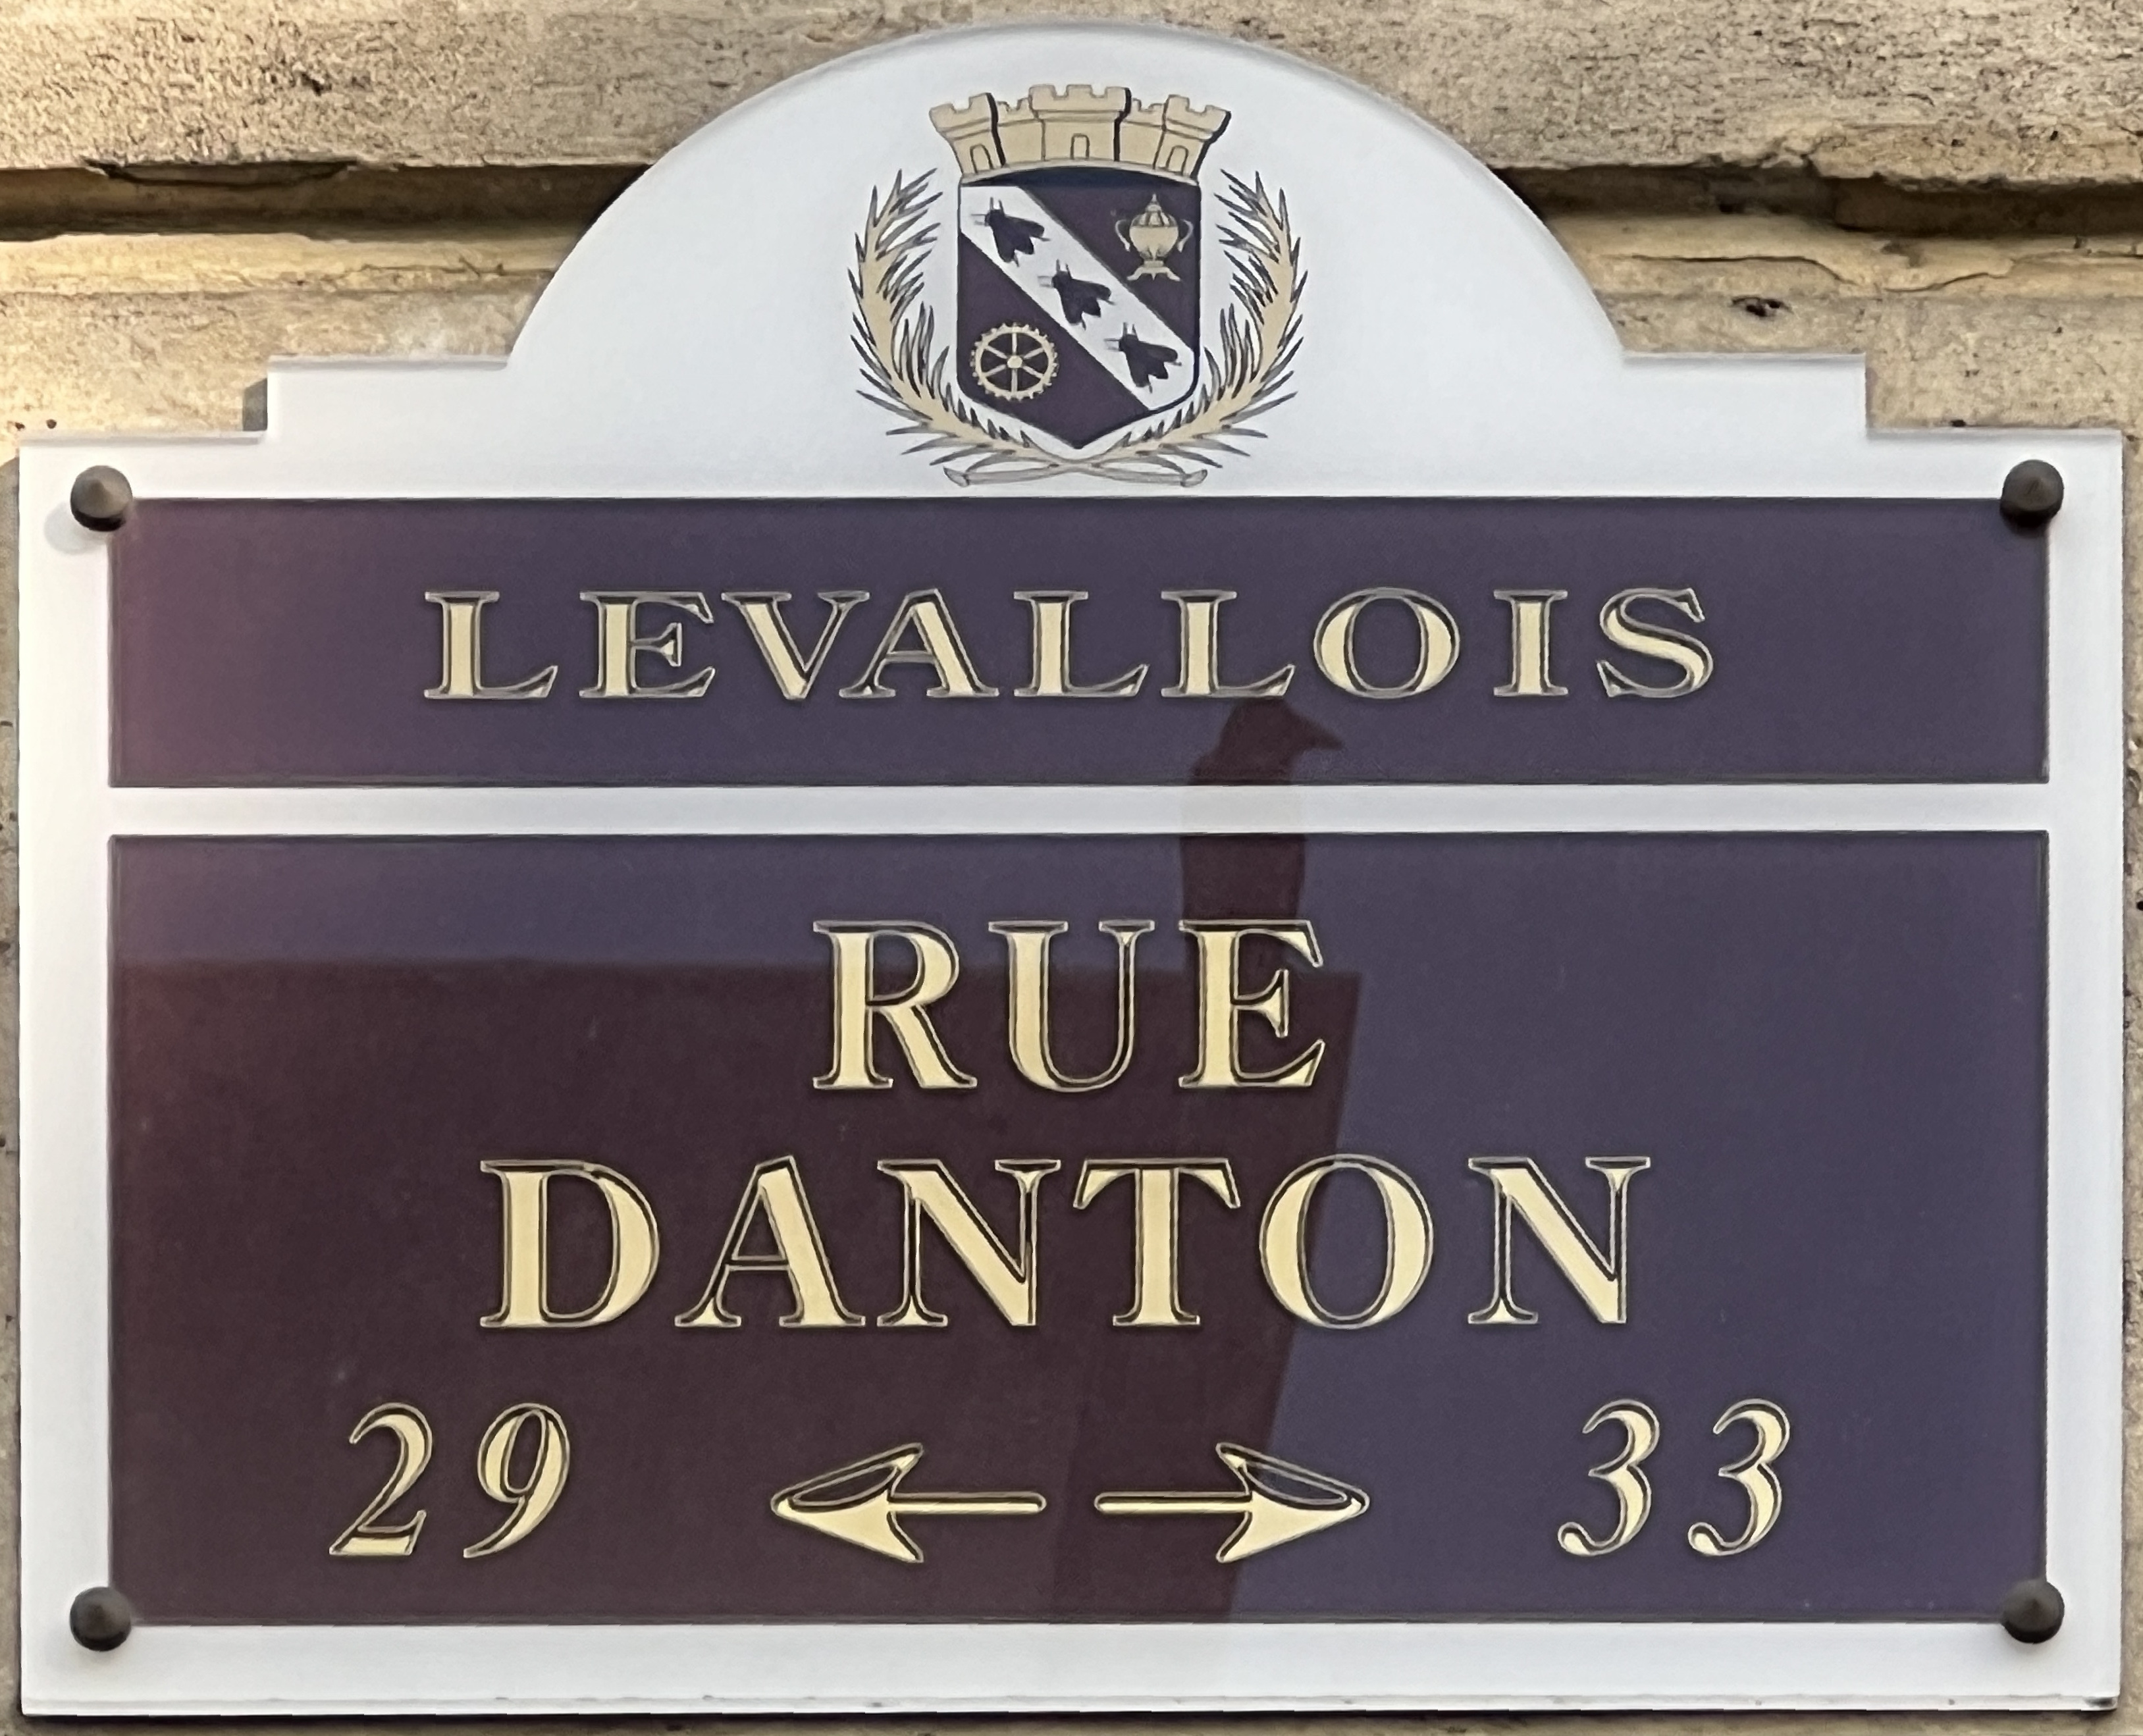 LEVALLOIS
RUE
DANTON
29 ← → 33